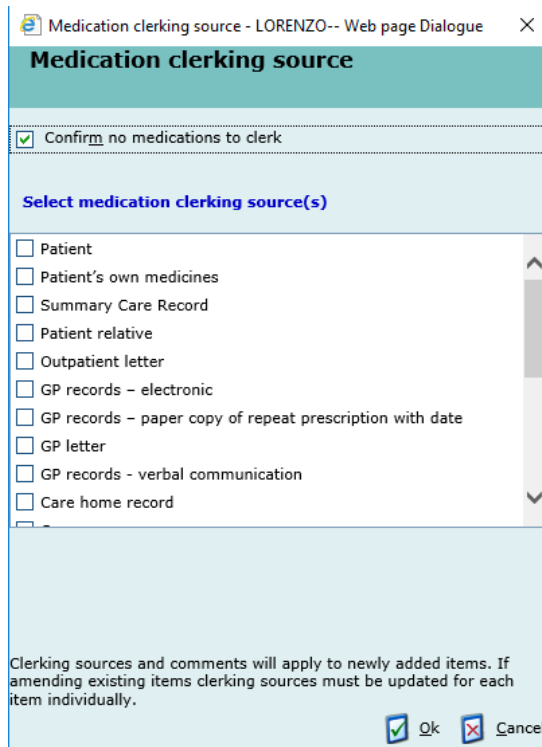 Medication clerking source - LORENZO-- Web page Dialogue
Medication clerking source
Confirm no medications to clerk
Select medication clerking source(s)
Patient
Patient’s own medicines
Summary Care Record
Patient relative
Outpatient letter
GP records – electronic
GP records – paper copy of repeat prescription with date
GP letter
GP records - verbal communication
Care home record
Clerking sources and comments will apply to newly added items. If
amending existing items clerking sources must be updated for each
item individually.
Ok Cance